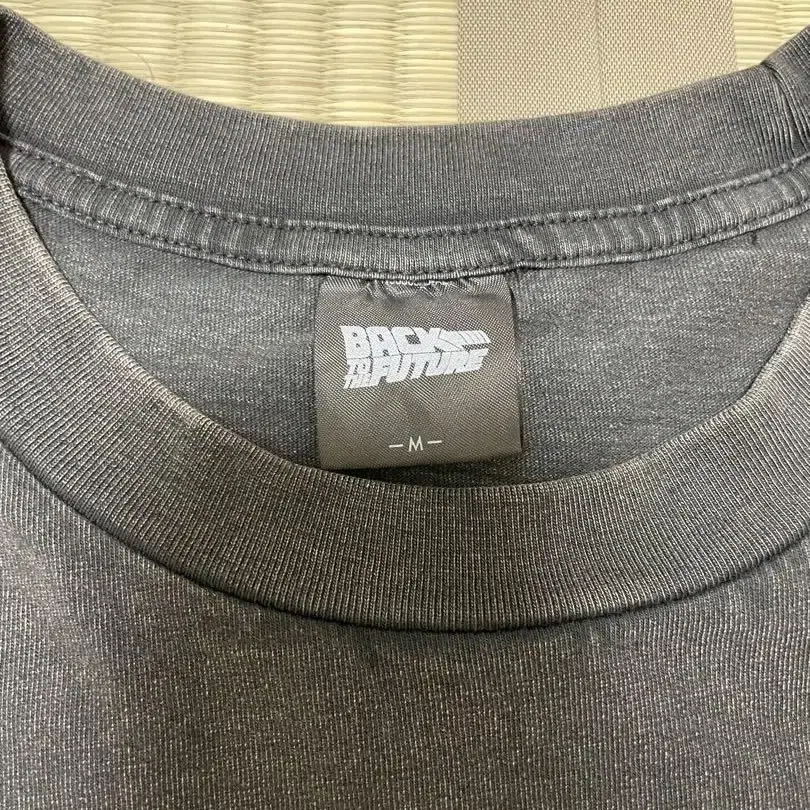 BACK
TO THE FUTURE
–M–